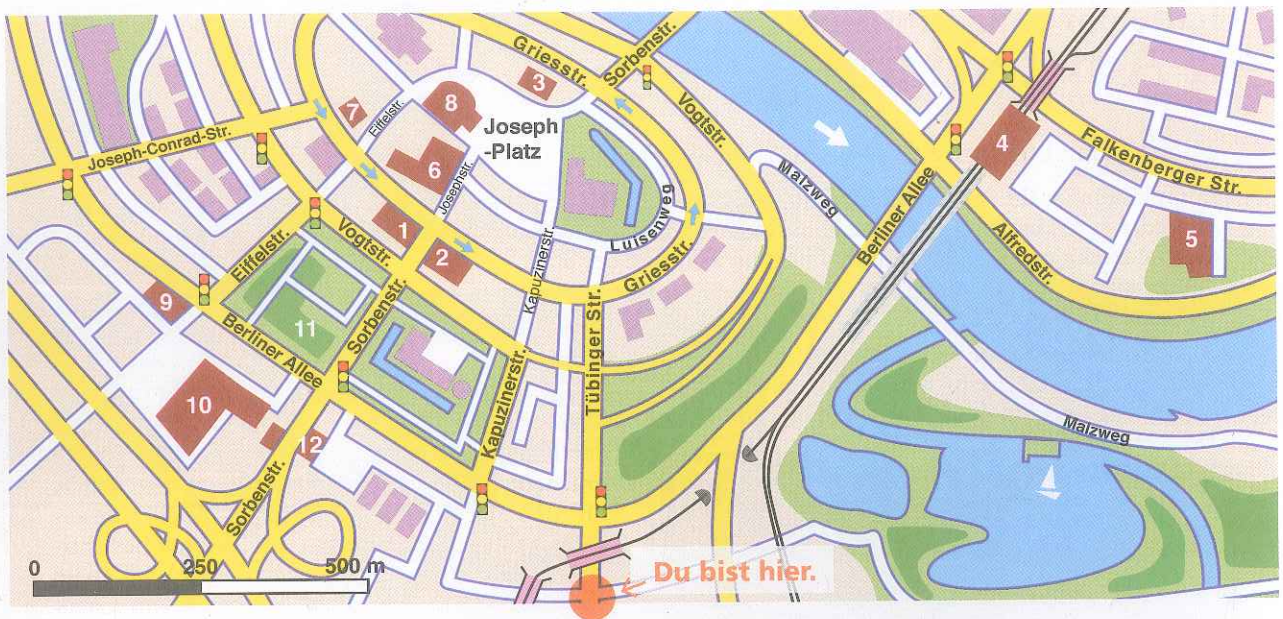 Griesstr.
Sorbenstr.
3
7
8
Eiffelstr.
Joseph
-Platz
Vogtstr.
4
Joseph-Conrad-Str.
6
Josephstr.
Malzweg
Berliner Allee
Falkenberger Str.
Luisenweg
5
1
Vogtstr.
2
Eiffelstr.
Kapuzinerstr.
Griesstr.
Alfredstr.
9
11
Sorbenstr.
Berliner Allee
Tübinger Str.
10
12
Kapuzinerstr.
Malzweg
Sorbenstr.
0
250
500 m
Du bist hier.